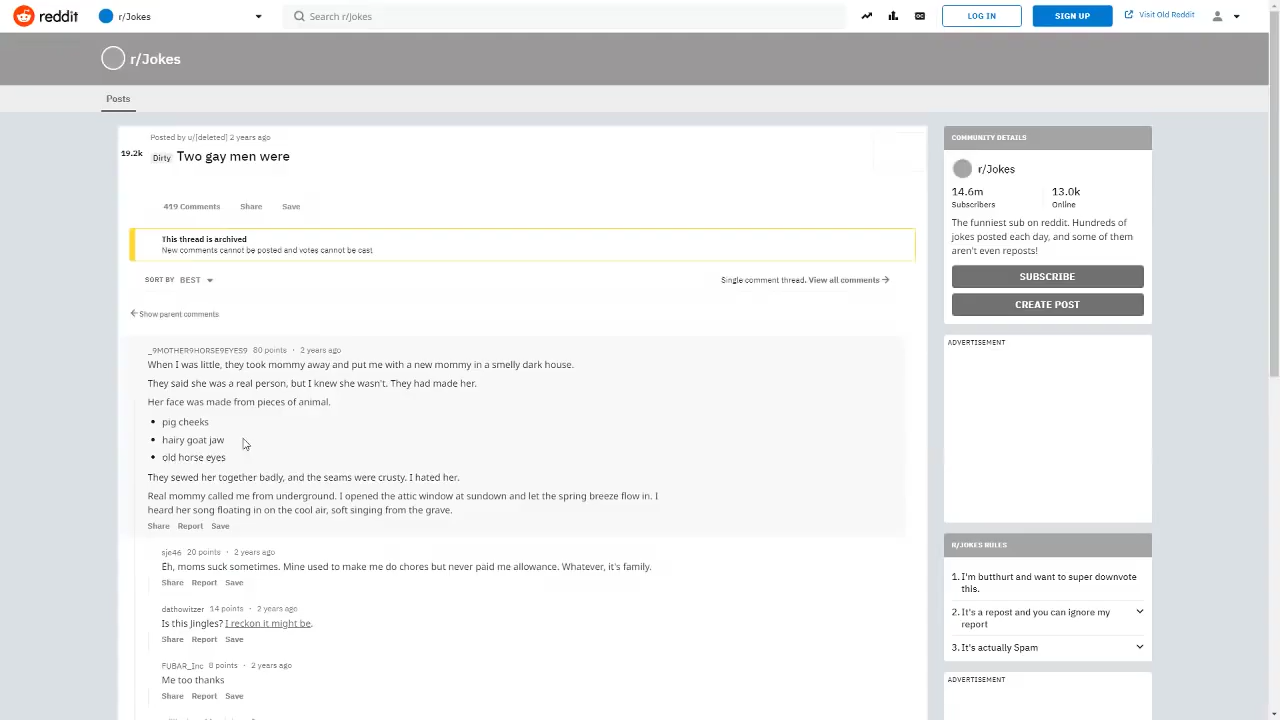 reddit
r/Jokes
Search r/Jokes
LOG IN
SIGN UP
Visit Old Reddit
r/Jokes
Posts
Posted by u/[deleted] 2 years ago
19.2k
Dirty Two gay men were
419 Comments Share Save
This thread is archived
New comments cannot be posted and votes cannot be cast
SORT BY BEST
Single comment thread. View all comments
Show parent comments
_9MOTHER9HORSE9EYES9 80 points · 2 years ago
When I was little, they took mommy away and put me with a new mommy in a smelly dark house.
They said she was a real person, but I knew she wasn't. They had made her.
Her face was made from pieces of animal.
• pig cheeks
• hairy goat jaw
• old horse eyes
They sewed her together badly, and the seams were crusty. I hated her.
Real mommy called me from underground. I opened the attic window at sundown and let the spring breeze flow in. I
heard her song floating in on the cool air, soft singing from the grave.
Share Report Save
sje46 20 points · 2 years ago
Eh, moms suck sometimes. Mine used to make me do chores but never paid me allowance. Whatever, it's family.
Share Report Save
dathowitzer 14 points · 2 years ago
Is this Jingles? I reckon it might be.
Share Report Save
FUBAR_Inc 8 points · 2 years ago
Me too thanks
Share Report Save
COMMUNITY DETAILS
r/Jokes
14.6m 13.0k
Subscribers Online
The funniest sub on reddit. Hundreds of
jokes posted each day, and some of them
aren't even reposts!
SUBSCRIBE
CREATE POST
ADVERTISEMENT
R/JOKES RULES
1. I'm butthurt and want to super downvote
this.
2. It's a repost and you can ignore my
report
3. It's actually Spam
ADVERTISEMENT